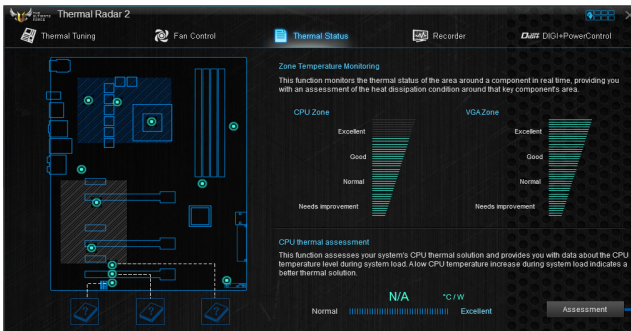 THE ULTIMATE FORCE
Thermal Radar 2
Thermal Tuning
Fan Control
Thermal Status
Recorder
DIGI+ DIGI+PowerControl
Zone Temperature Monitoring
This function monitors the thermal status of the area around a component in real time, providing you
with an assessment of the heat dissipation condition around that key component's area.
CPU Zone
VGA Zone
Excellent
Good
Normal
Needs improvement
Excellent
Good
Normal
Needs improvement
CPU thermal assessment
This function assesses your system's CPU thermal solution and provides you with data about the CPU
temperature level during system load. A low CPU temperature increase during system load indicates a
better thermal solution.
N/A °C / W
Normal Excellent
Assessment
? ? ?